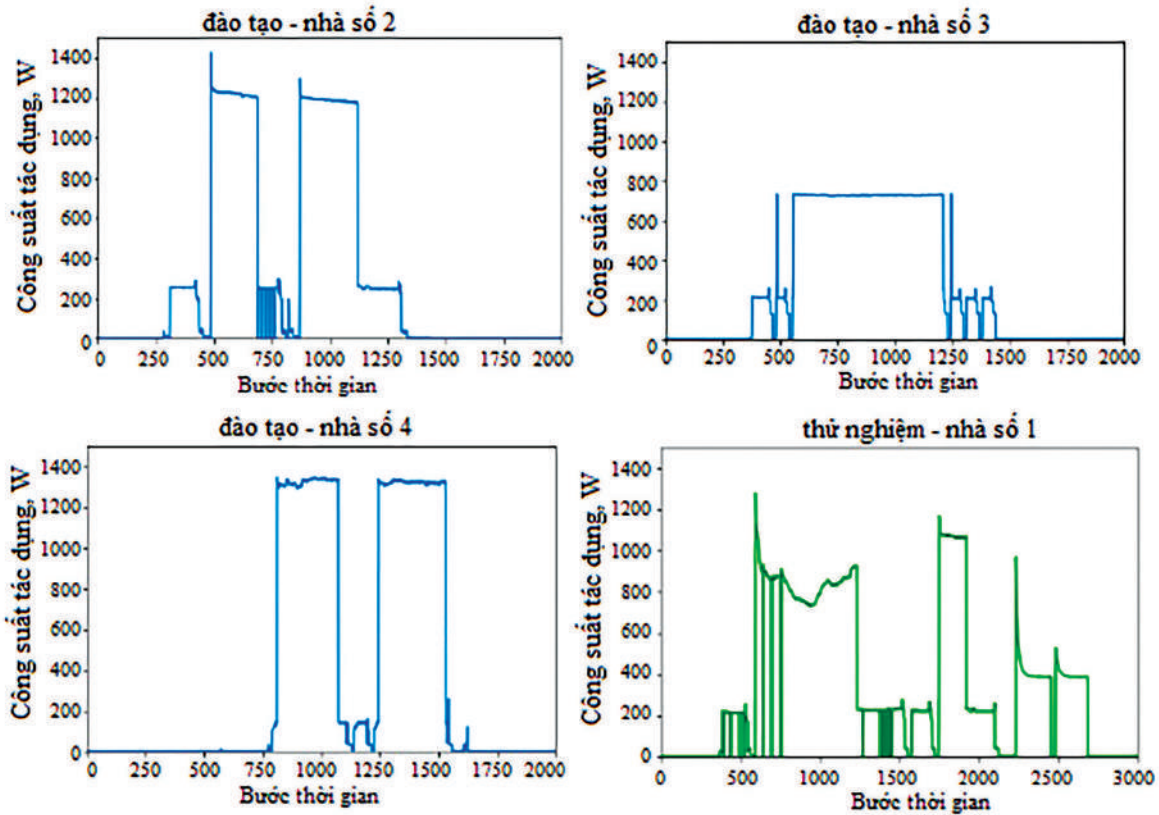 đào tạo - nhà số 2
Công suất tác dụng, W
1400
1200
1000
800
600
400
200
0
0 250 500 750 1000 1250 1500 1750 2000
Bước thời gian
đào tạo - nhà số 3
Công suất tác dụng, W
1400
1200
1000
800
600
400
200
0
0 250 500 750 1000 1250 1500 1750 2000
Bước thời gian
đào tạo - nhà số 4
Công suất tác dụng, W
1400
1200
1000
800
600
400
200
0
0 250 500 750 1000 1250 1500 1750 2000
Bước thời gian
thử nghiệm - nhà số 1
Công suất tác dụng, W
1400
1200
1000
800
600
400
200
0
0 500 1000 1500 2000 2500 3000
Bước thời gian